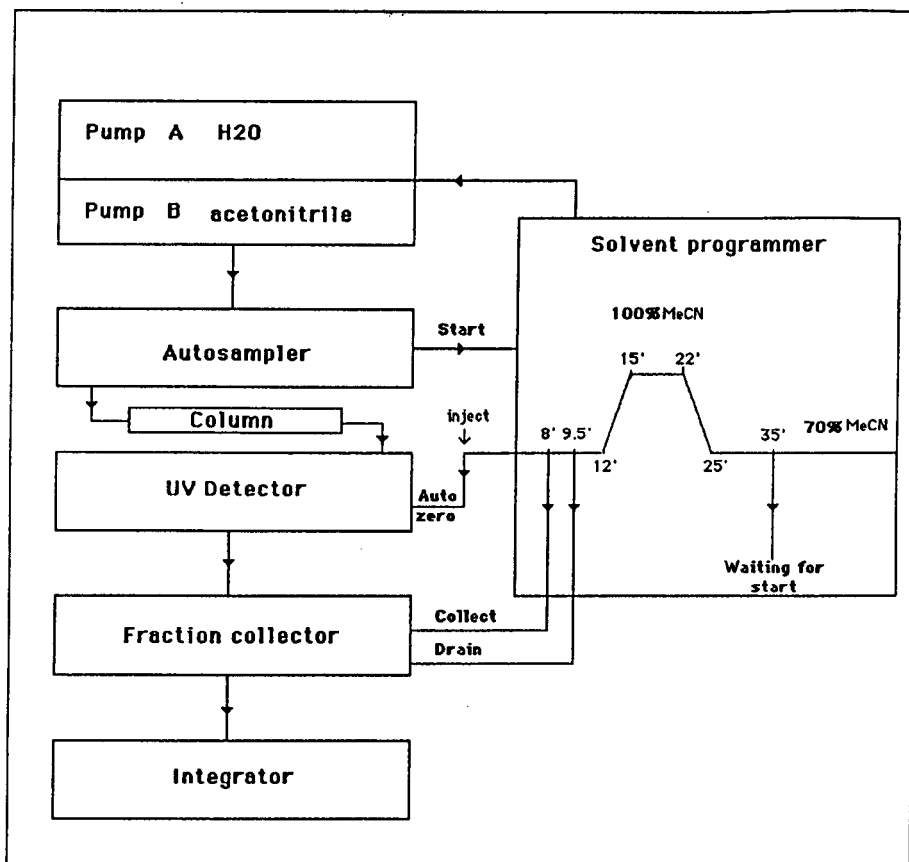 Pump A H2O
Pump B acetonitrile
Solvent programmer
100% MeCN
Autosampler
Start
15' 22'
Column
inject
8' 9.5'
35'
70% MeCN
12'
25'
UV Detector
Auto
zero
Waiting for
start
Collect
Fraction collector
Drain
Integrator